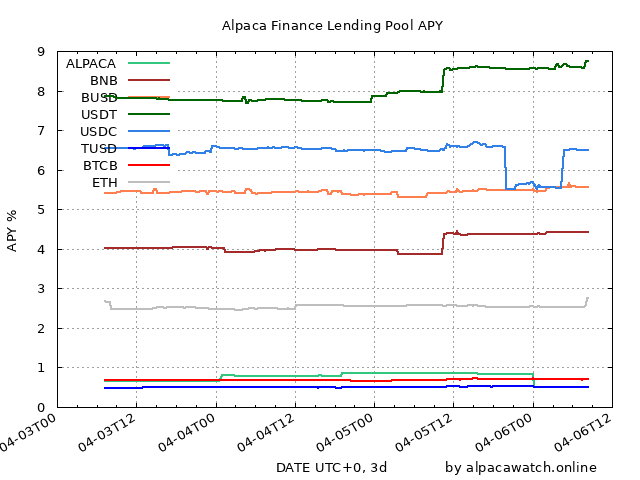 Alpaca Finance Lending Pool APY
9
8
7
6
5
4
3
2
1
0
APY %
ALPACA
BNB
BUSD
USDT
USDC
TUSD
BTCB
ETH
04-03T00
04-03T12
04-04T00
04-04T12
04-05T00
04-05T12
04-06T00
04-06T12
DATE UTC+0, 3d
by alpacawatch.online